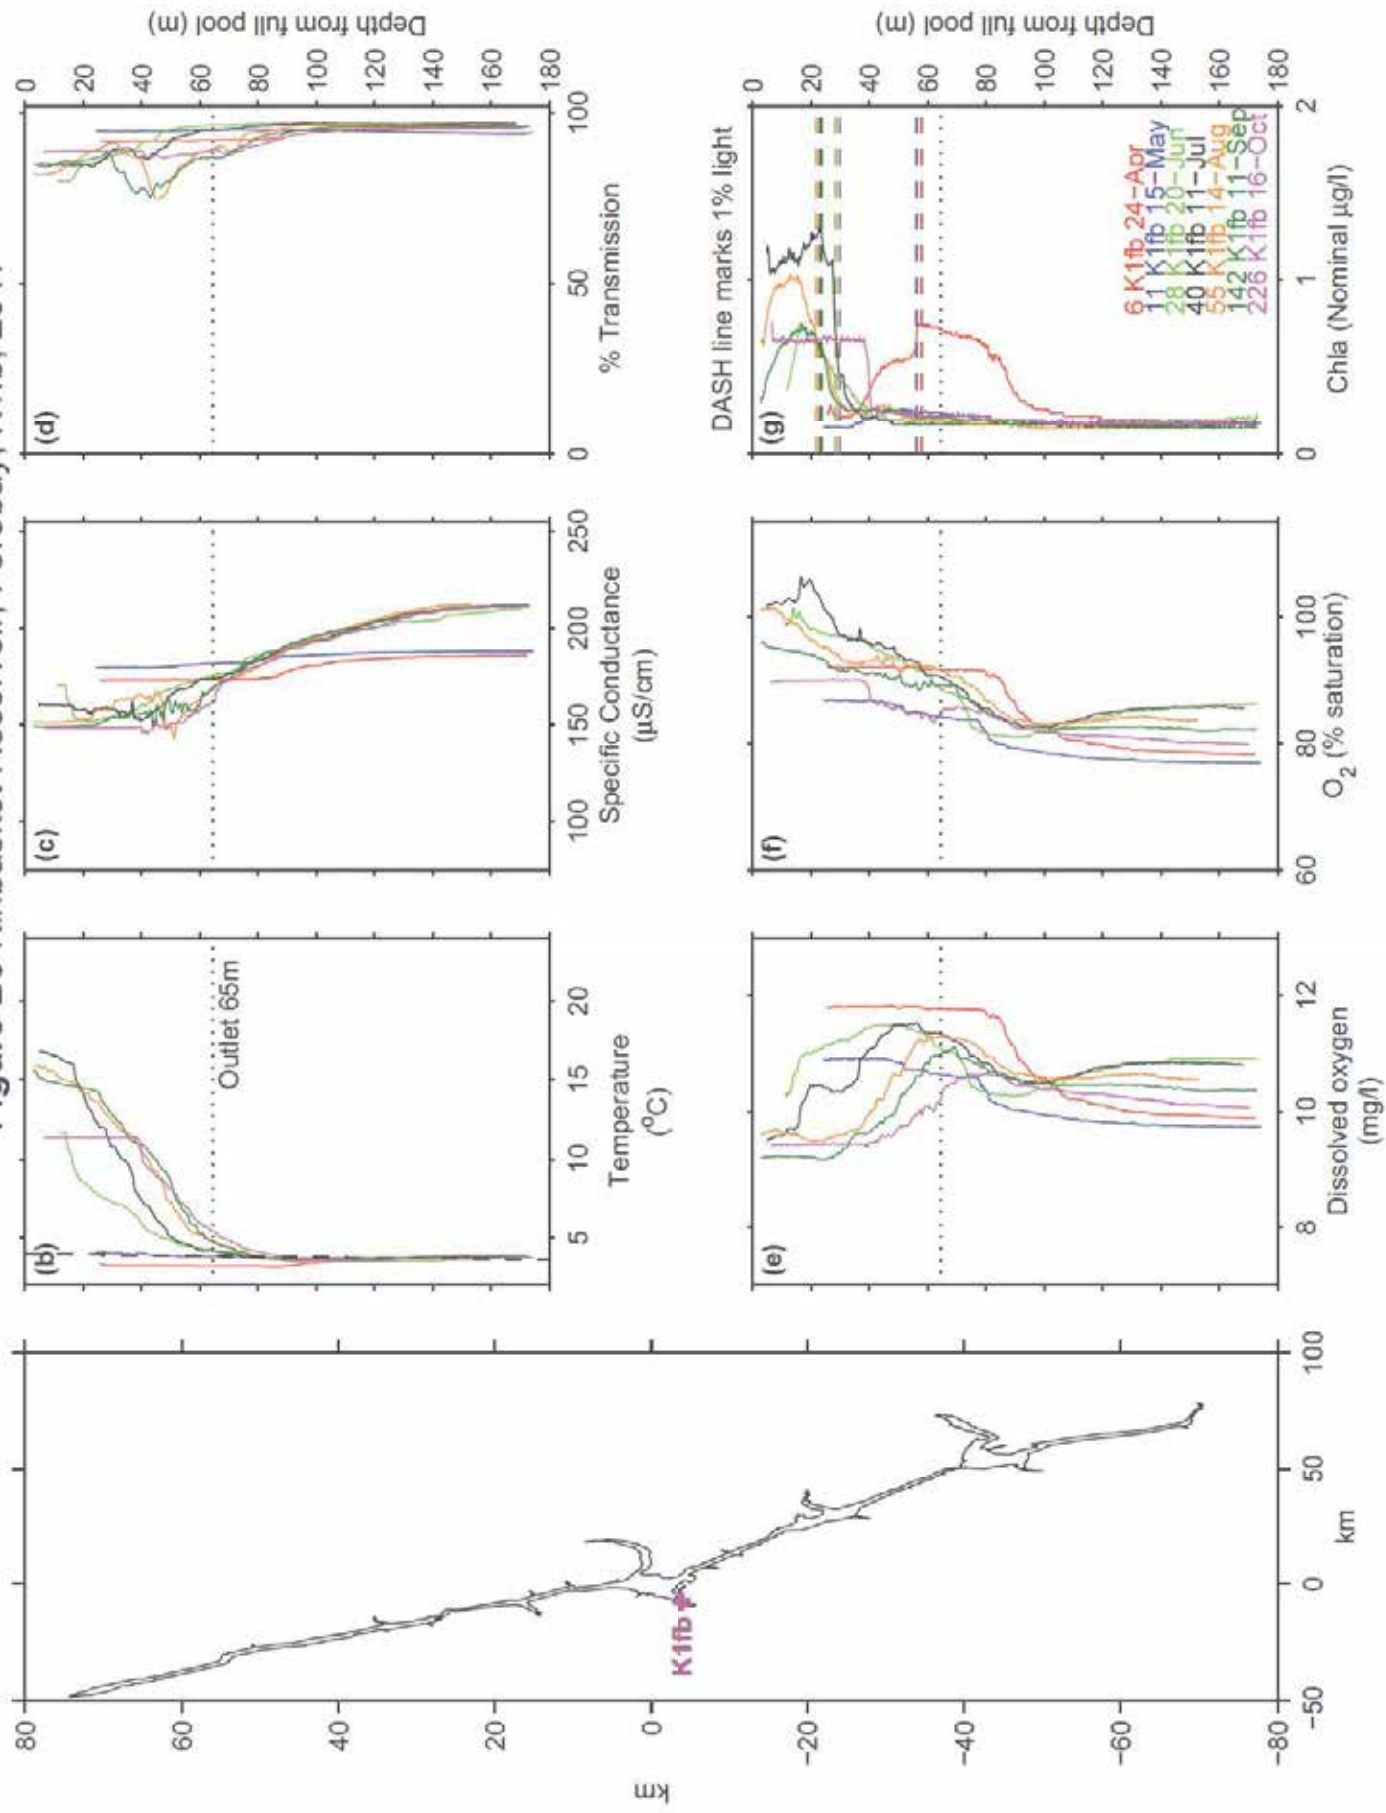 80
60
40
20
0
−20
−40
−60
−80
km
−50
0
50
100
km
K1fb
(b)
Outlet 65m
5
10
15
20
Temperature
(°C)
(c)
100
150
200
250
Specific Conductance
(µS/cm)
(d)
0
50
100
% Transmission
0
20
40
60
80
100
120
140
160
180
Depth from full pool (m)
(e)
8
10
12
Dissolved oxygen
(mg/l)
(f)
60
80
100
O₂ (% saturation)
DASH line marks 1% light
(g)
6 K1fb 24−Apr
11 K1fb 15−May
28 K1fb 20−Jun
40 K1fb 11−Jul
55 K1fb 14−Aug
142 K1fb 11−Sep
226 K1fb 16−Oct
0
1
2
Chla (Nominal µg/l)
0
20
40
60
80
100
120
140
160
180
Depth from full pool (m)